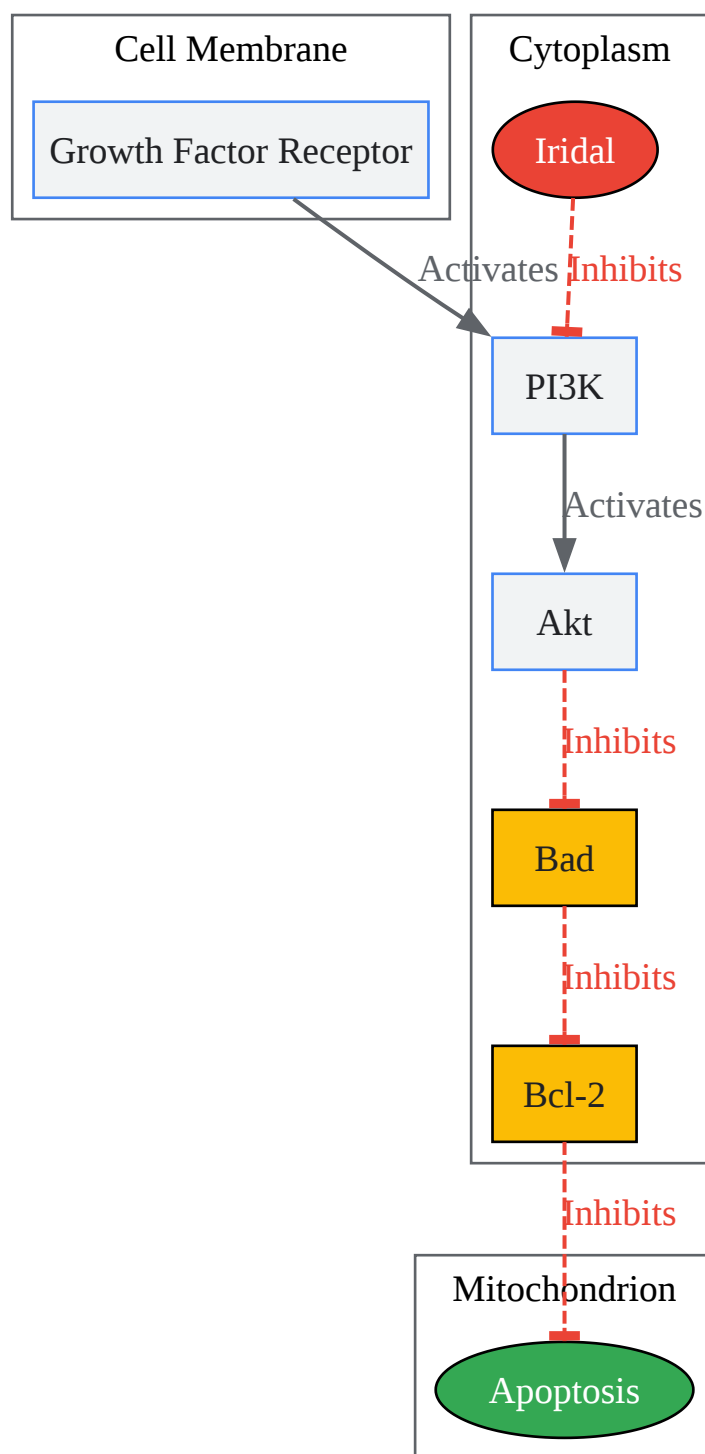 Cell Membrane
Cytoplasm
Growth Factor Receptor
Iridal
Activates
Inhibits
PI3K
Activates
Akt
Inhibits
Bad
Inhibits
Bcl-2
Inhibits
Mitochondrion
Apoptosis